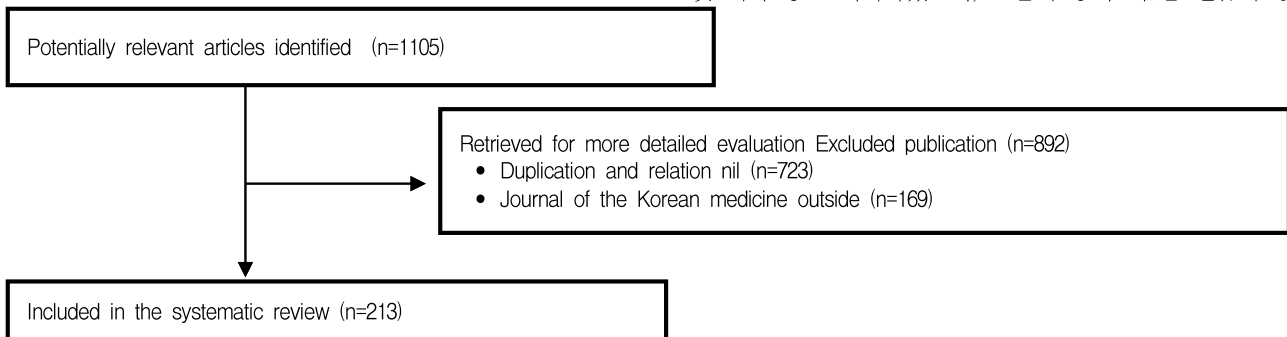 Potentially relevant articles identified (n=1105)
Retrieved for more detailed evaluation Excluded publication (n=892)
• Duplication and relation nil (n=723)
• Journal of the Korean medicine outside (n=169)
Included in the systematic review (n=213)